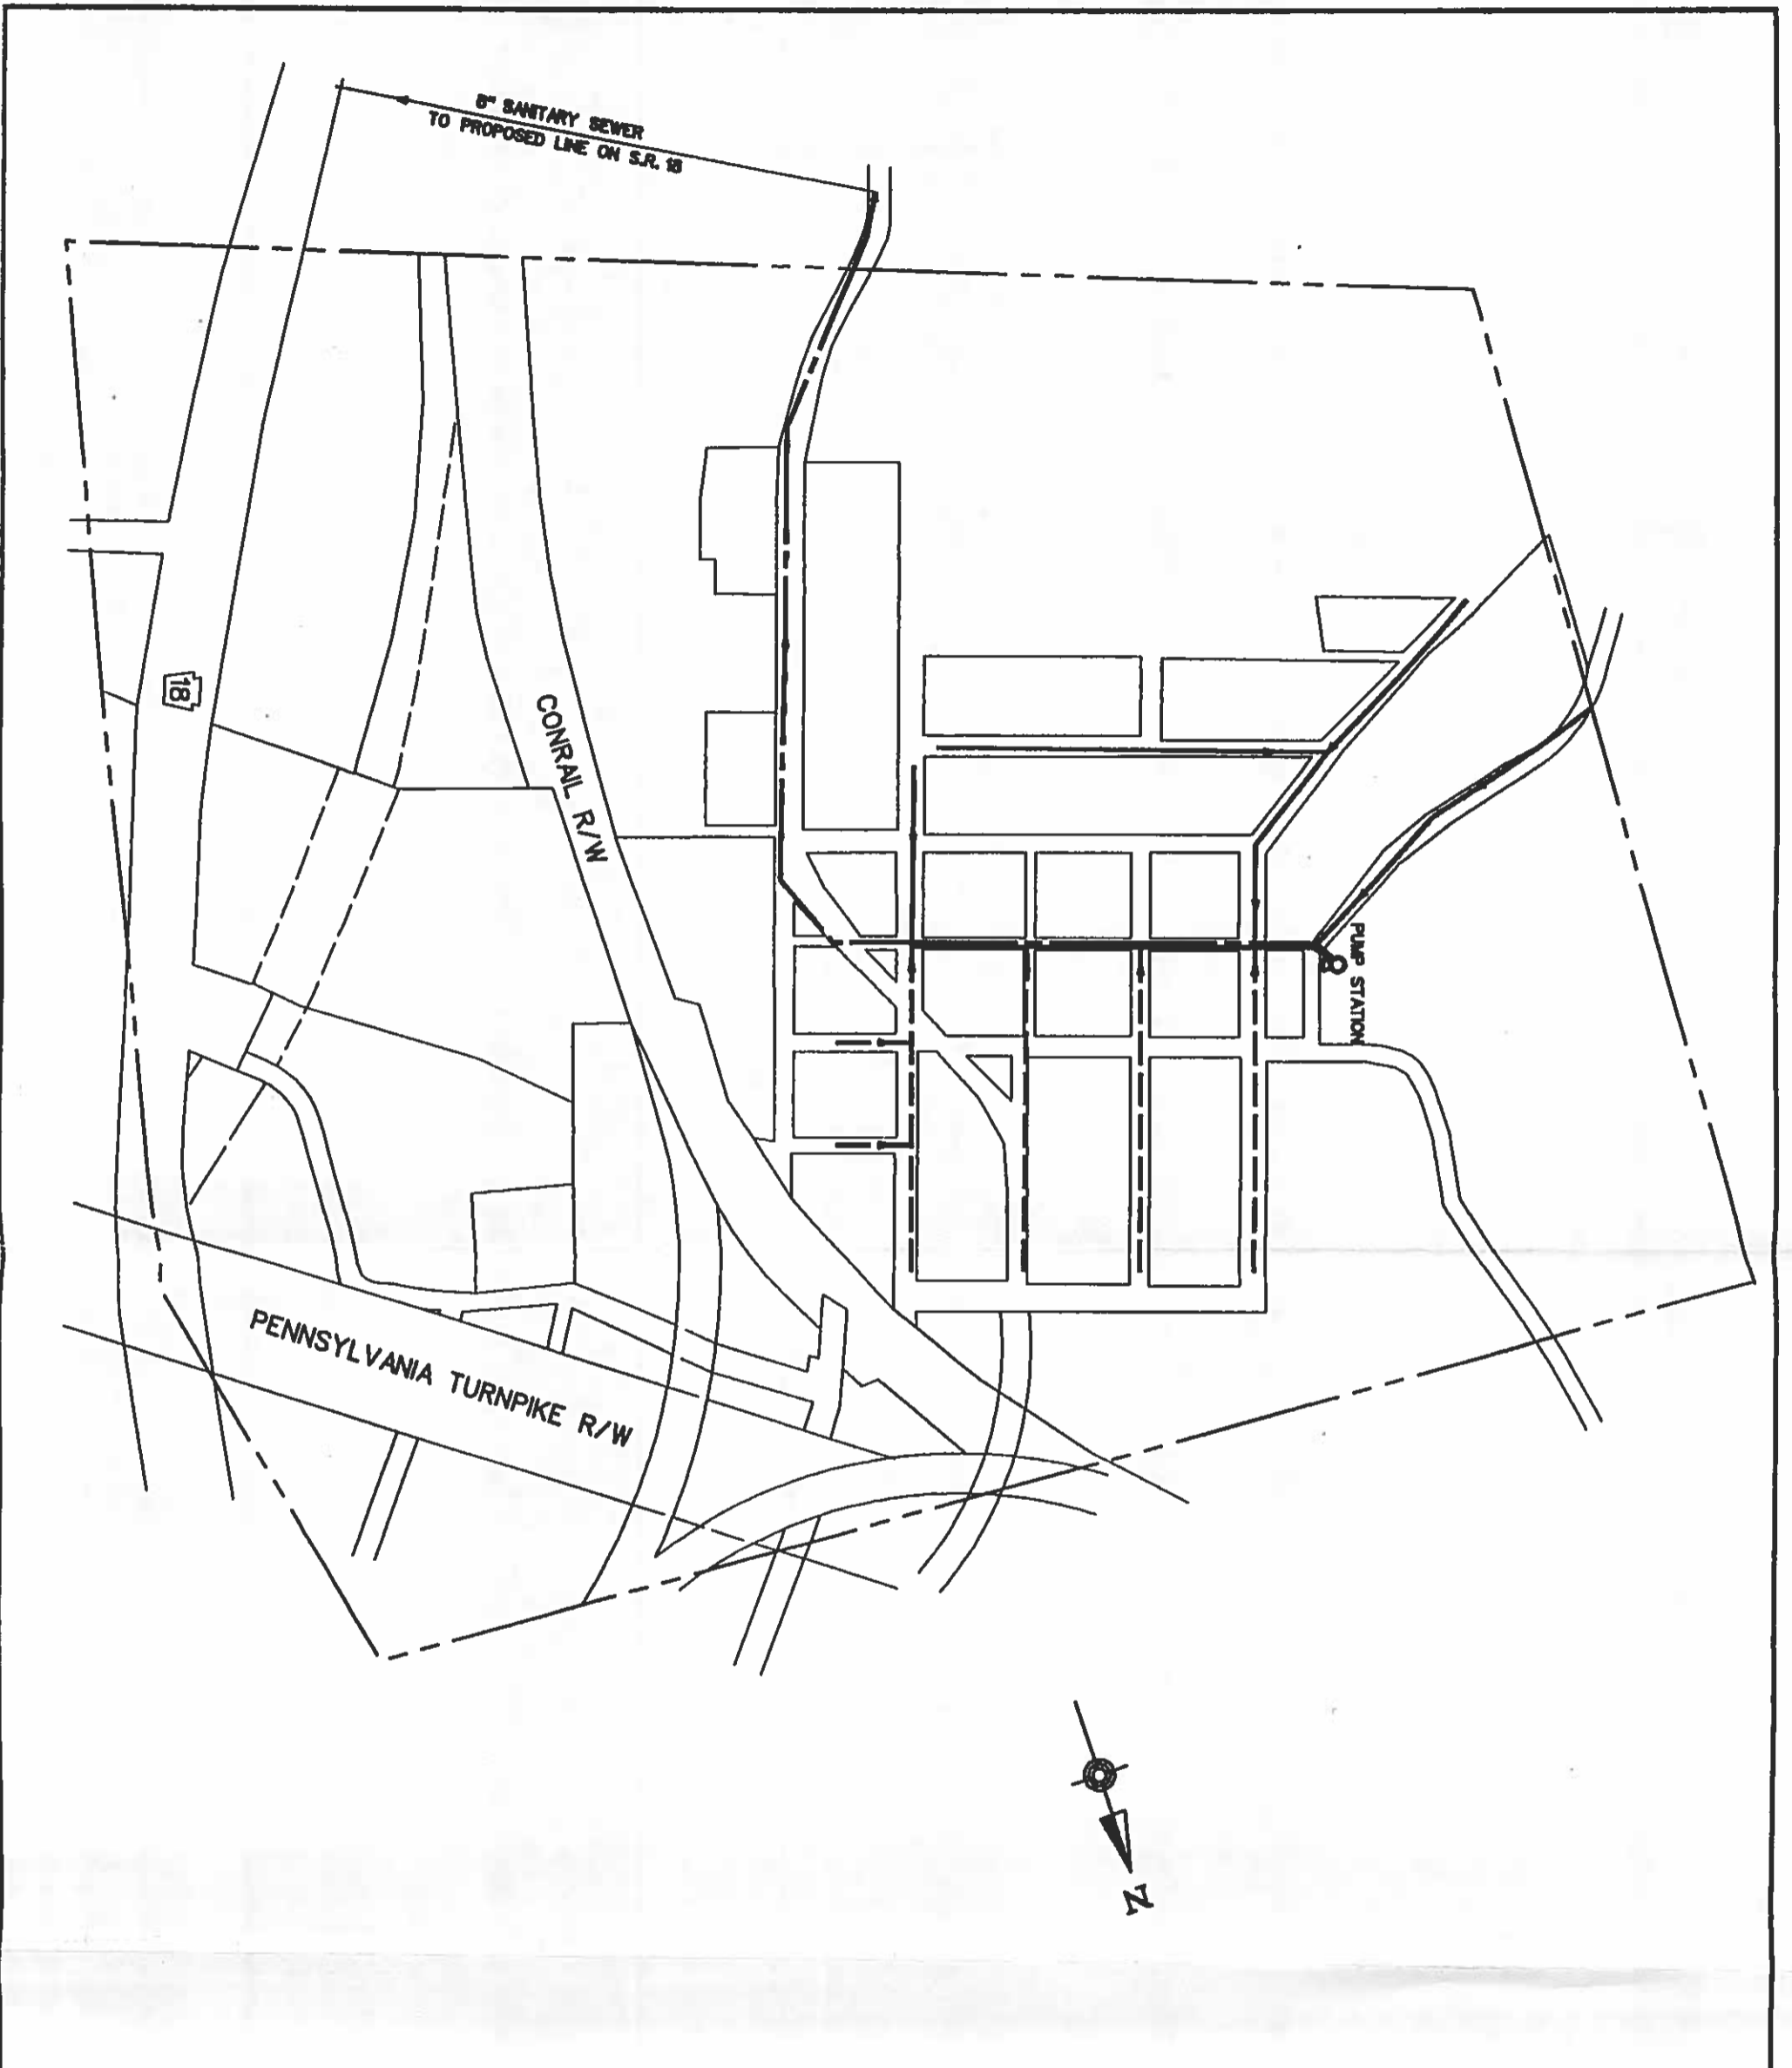 8" SANITARY SEWER
TO PROPOSED LINE ON S.R. 18
18
CONRAIL R/W
PUMP STATION
PENNSYLVANIA TURNPIKE R/W
N